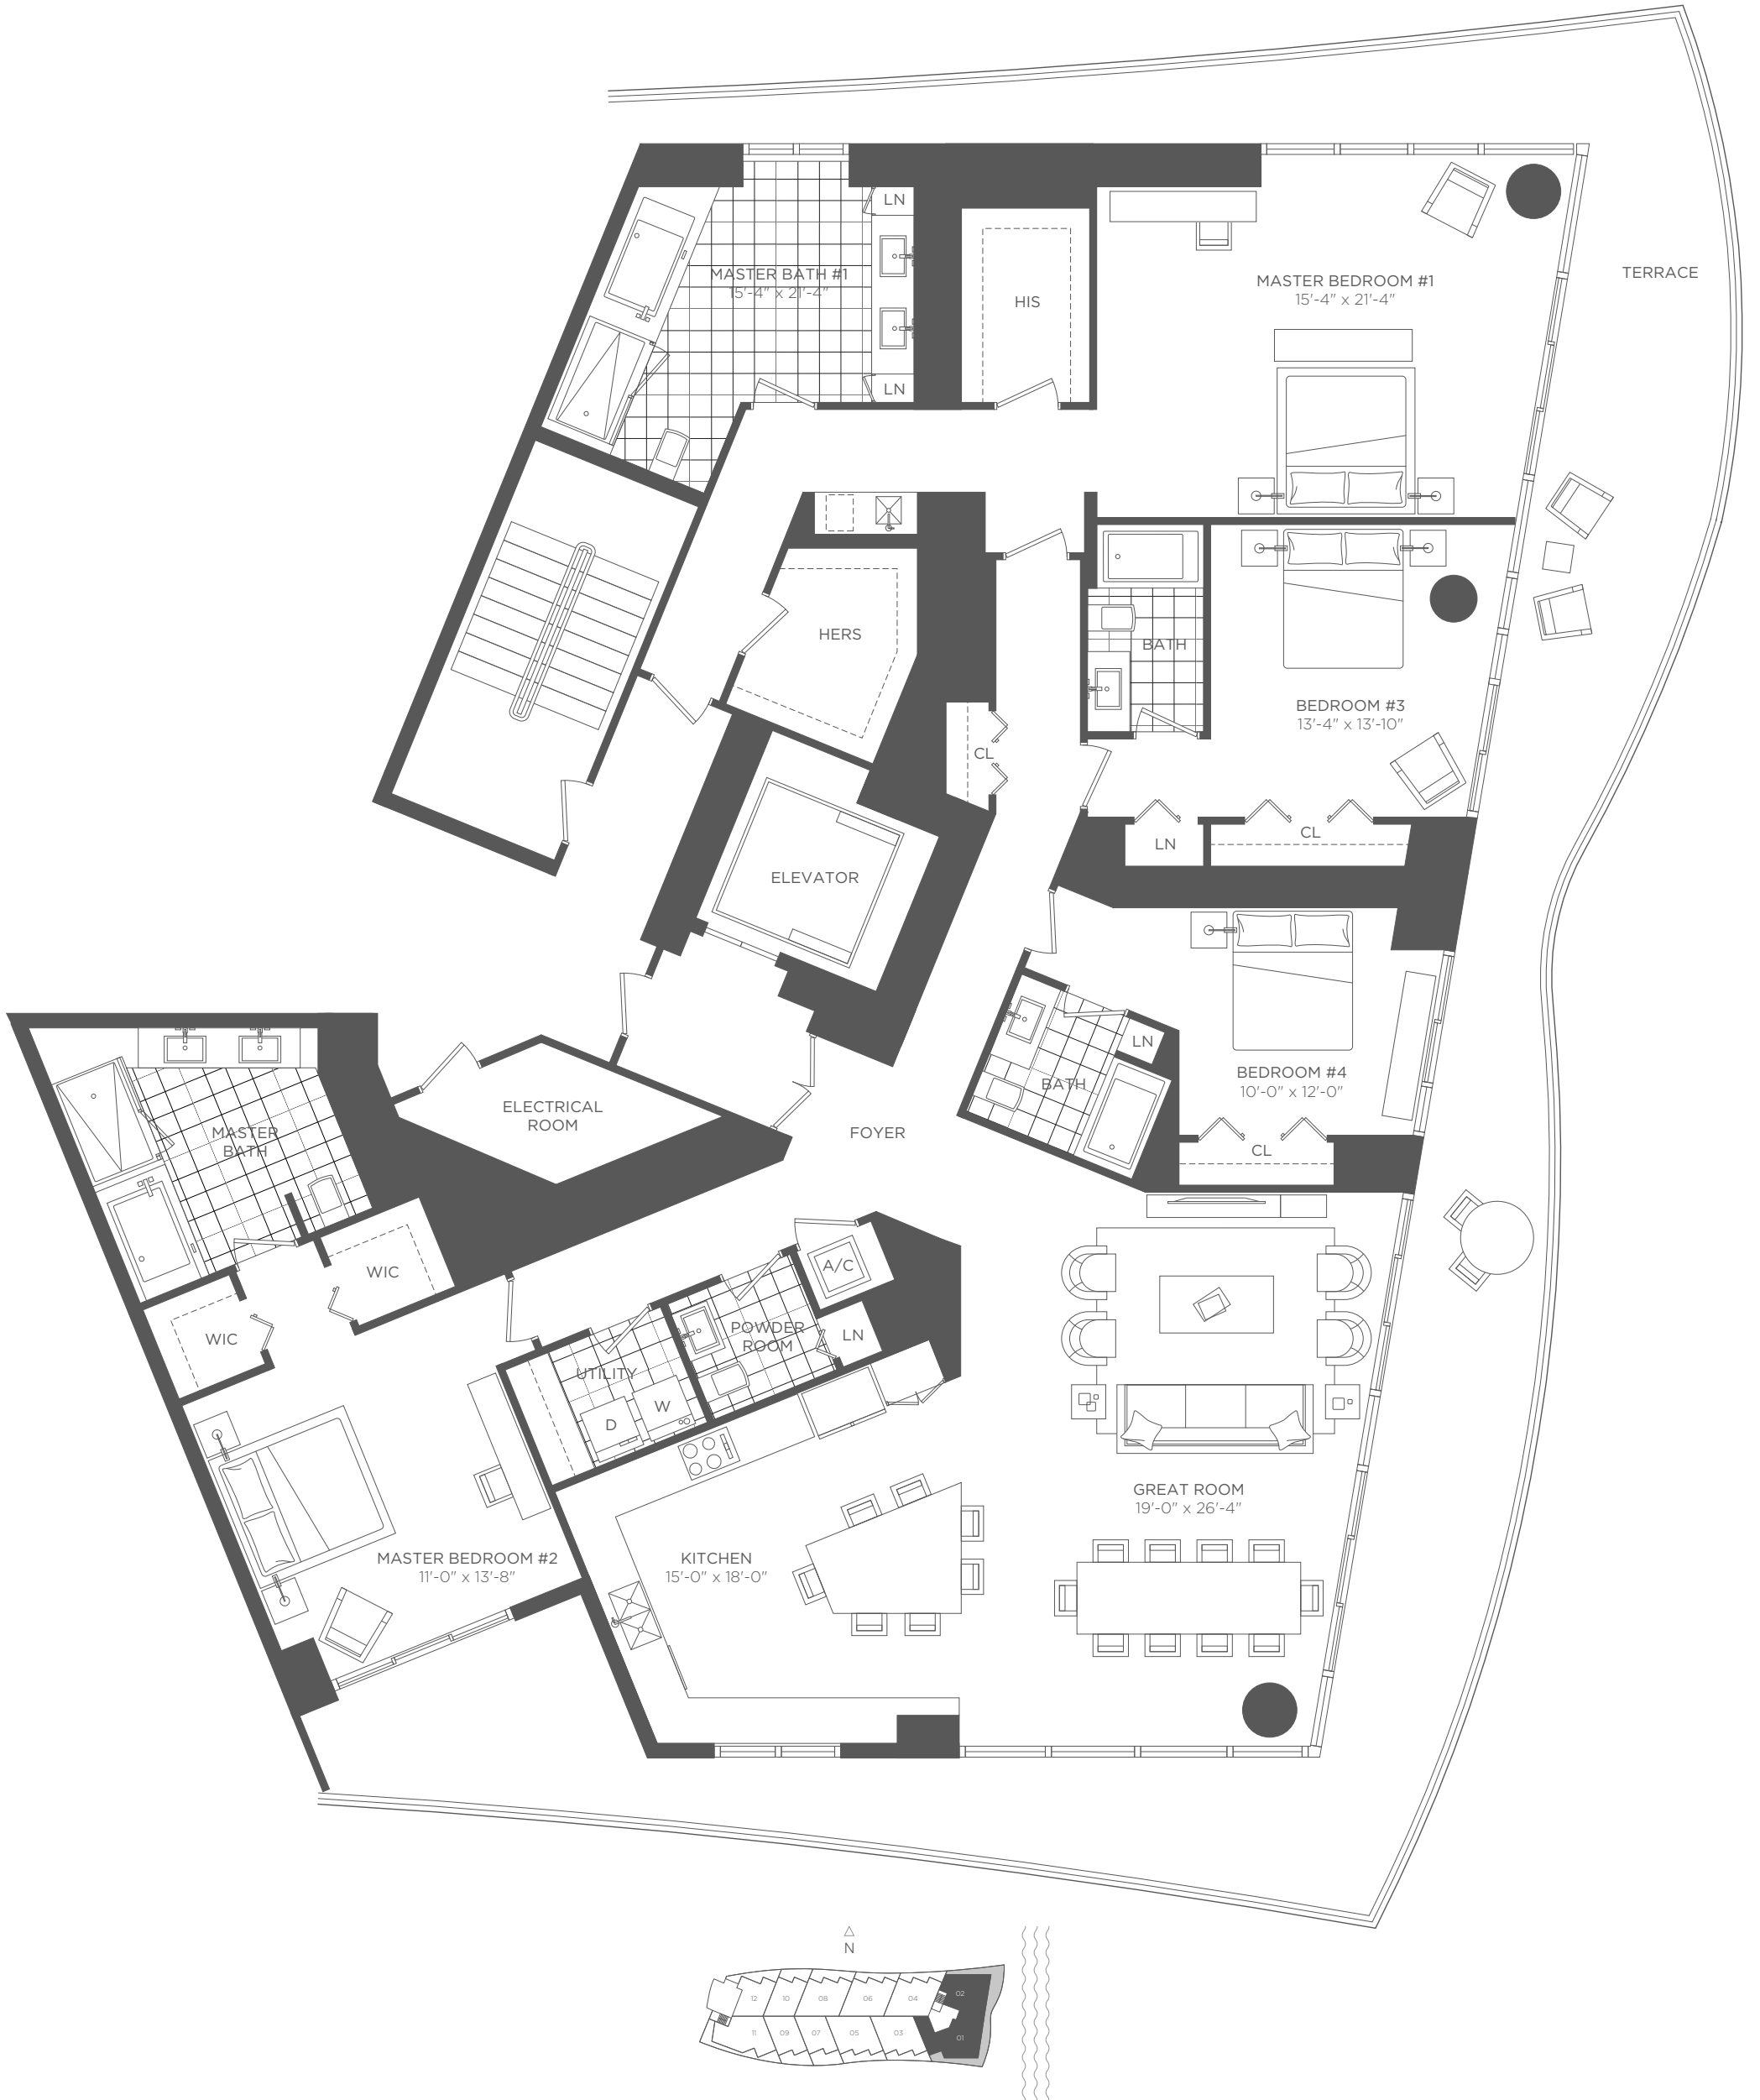 LN
MASTER BATH #1
15'-4" x 21'-4"
HIS
MASTER BEDROOM #1
15'-4" x 21'-4"
TERRACE
LN
HERS
BATH
BEDROOM #3
13'-4" x 13'-10"
CL
CL
LN
ELEVATOR
LN
BATH
BEDROOM #4
10'-0" x 12'-0"
ELECTRICAL
ROOM
FOYER
MASTER
BATH
CL
WIC
A/C
WIC
POWDER
ROOM
LN
UTILITY
W
D
GREAT ROOM
19'-0" x 26'-4"
MASTER BEDROOM #2
11'-0" x 13'-8"
KITCHEN
15'-0" x 18'-0"
N
12
10
08
06
04
02
11
09
07
05
03
01